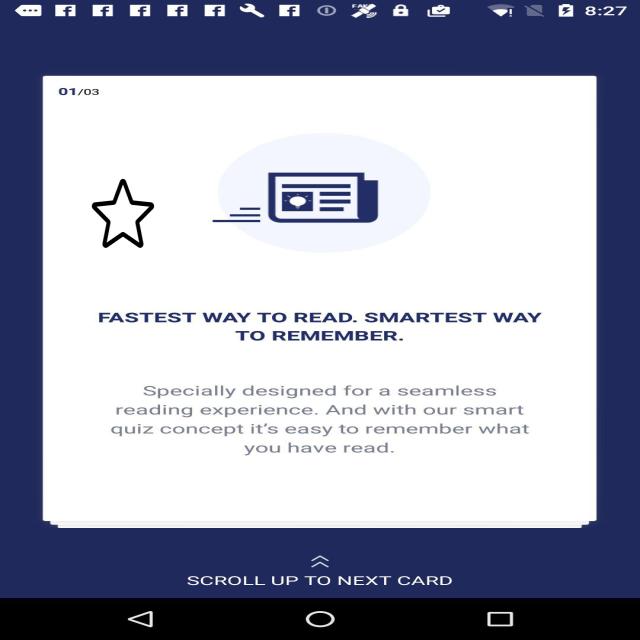 8:27
01/03
FASTEST WAY TO READ. SMARTEST WAY
TO REMEMBER.
Specially designed for a seamless
reading experience. And with our smart
quiz concept it's easy to remember what
you have read.
SCROLL UP TO NEXT CARD